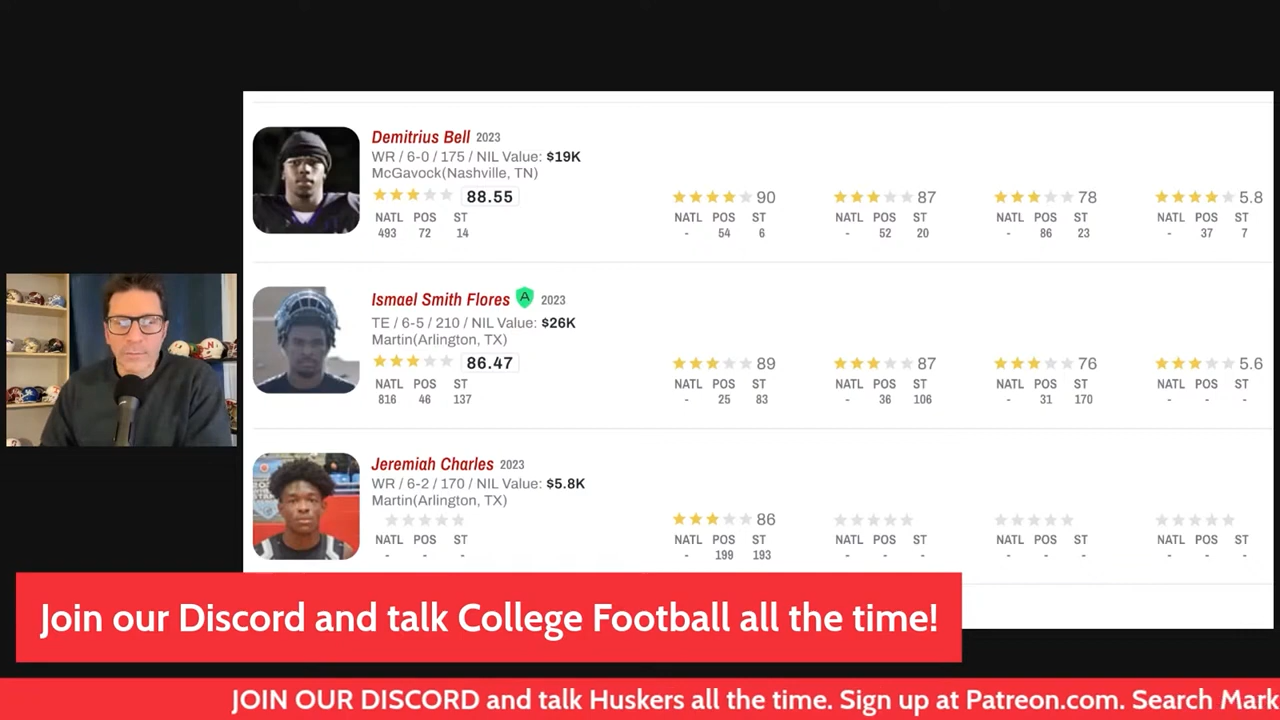 Demitrius Bell 2023
WR / 6-0 / 175 / NIL Value: $19K
McGavock(Nashville, TN)
88.55 90 87 78 5.8
NATL POS ST NATL POS ST NATL POS ST NATL POS ST NATL POS ST
493 72 14 - 54 6 - 52 20 - 86 23 - 37 7
Ismael Smith Flores A 2023
TE / 6-5 / 210 / NIL Value: $26K
Martin(Arlington, TX)
86.47 89 87 76 5.6
NATL POS ST NATL POS ST NATL POS ST NATL POS ST NATL POS ST
816 46 137 - 25 83 - 36 106 - 31 170 - - -
Jeremiah Charles 2023
WR / 6-2 / 170 / NIL Value: $5.8K
Martin(Arlington, TX)
86
NATL POS ST NATL POS ST NATL POS ST NATL POS ST NATL POS ST
- - - - 199 193 - - - - - - - - -
Join our Discord and talk College Football all the time!
JOIN OUR DISCORD and talk Huskers all the time. Sign up at Patreon.com. Search Mark